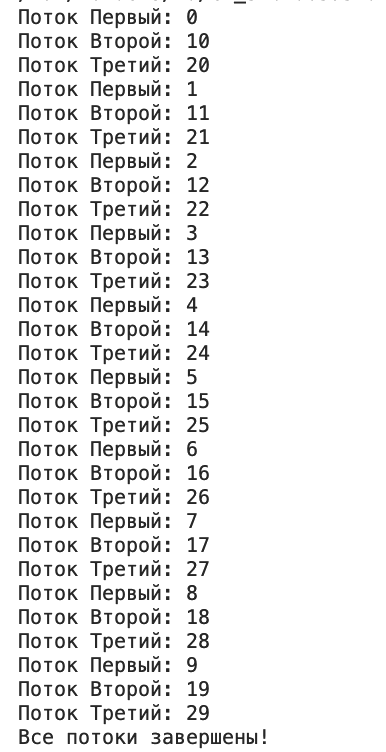 Поток Первый: 0
Поток Второй: 10
Поток Третий: 20
Поток Первый: 1
Поток Второй: 11
Поток Третий: 21
Поток Первый: 2
Поток Второй: 12
Поток Третий: 22
Поток Первый: 3
Поток Второй: 13
Поток Третий: 23
Поток Первый: 4
Поток Второй: 14
Поток Третий: 24
Поток Первый: 5
Поток Второй: 15
Поток Третий: 25
Поток Первый: 6
Поток Второй: 16
Поток Третий: 26
Поток Первый: 7
Поток Второй: 17
Поток Третий: 27
Поток Первый: 8
Поток Второй: 18
Поток Третий: 28
Поток Первый: 9
Поток Второй: 19
Поток Третий: 29
Все потоки завершены!